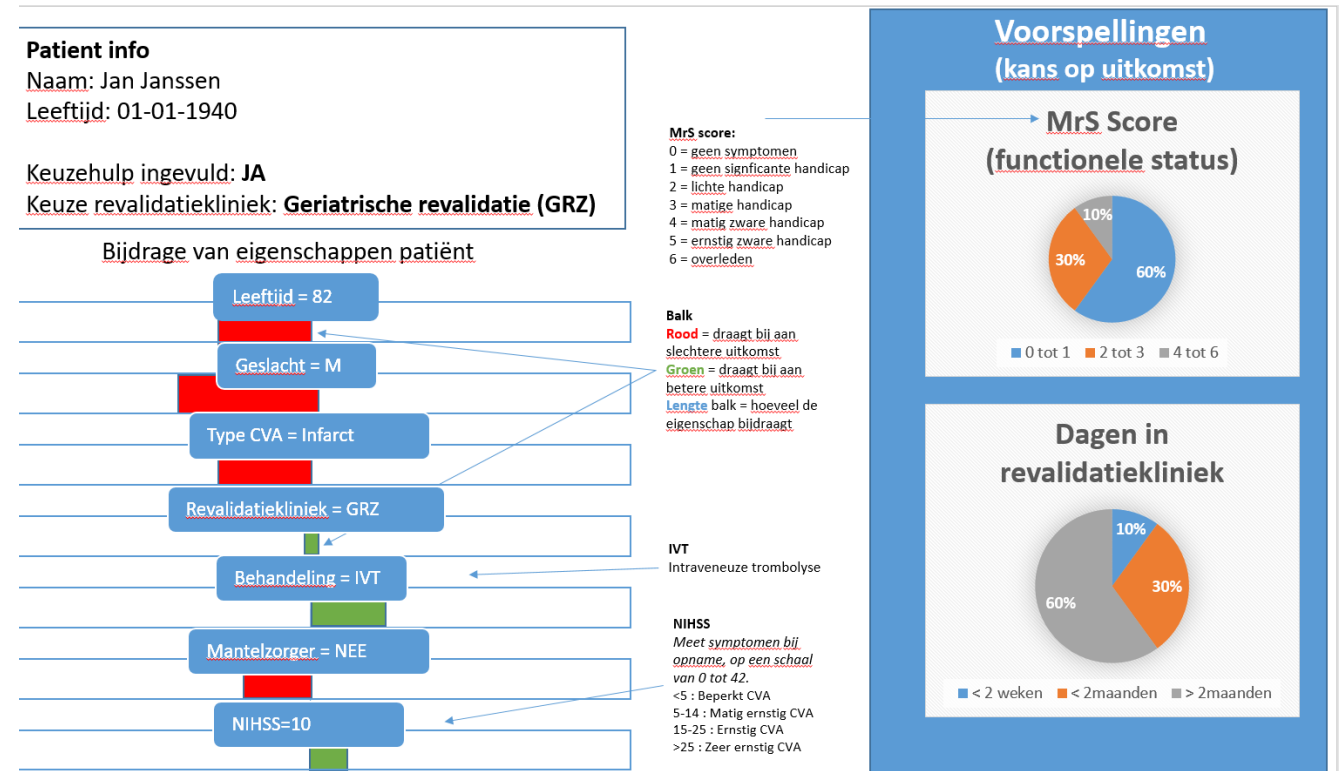 Patient info
Naam: Jan Janssen
Leeftijd: 01-01-1940
Keuzehulp ingevuld: JA
Keuze revalidatiekliniek: Geriatrische revalidatie (GRZ)
Bijdrage van eigenschappen patiënt
Leeftijd = 82
Geslacht = M
Type CVA = Infarct
Revalidatiekliniek = GRZ
Behandeling = IVT
Mantelzorger = NEE
NIHSS=10
MrS score:
0 = geen symptomen
1 = geen signficante handicap
2 = lichte handicap
3 = matige handicap
4 = matig zware handicap
5 = ernstig zware handicap
6 = overleden
Balk
Rood = draagt bij aan
slechtere uitkomst
Groen = draagt bij aan
betere uitkomst
Lengte balk = hoeveel de
eigenschap bijdraagt
IVT
Intraveneuze trombolyse
NIHSS
Meet symptomen bij
opname, op een schaal
van 0 tot 42.
<5 : Beperkt CVA
5-14 : Matig ernstig CVA
15-25 : Ernstig CVA
>25 : Zeer ernstig CVA
Voorspellingen
(kans op uitkomst)
MrS Score
(functionele status)
10%
30%
60%
0 tot 1 2 tot 3 4 tot 6
Dagen in
revalidatiekliniek
10%
30%
60%
< 2 weken < 2maanden > 2maanden